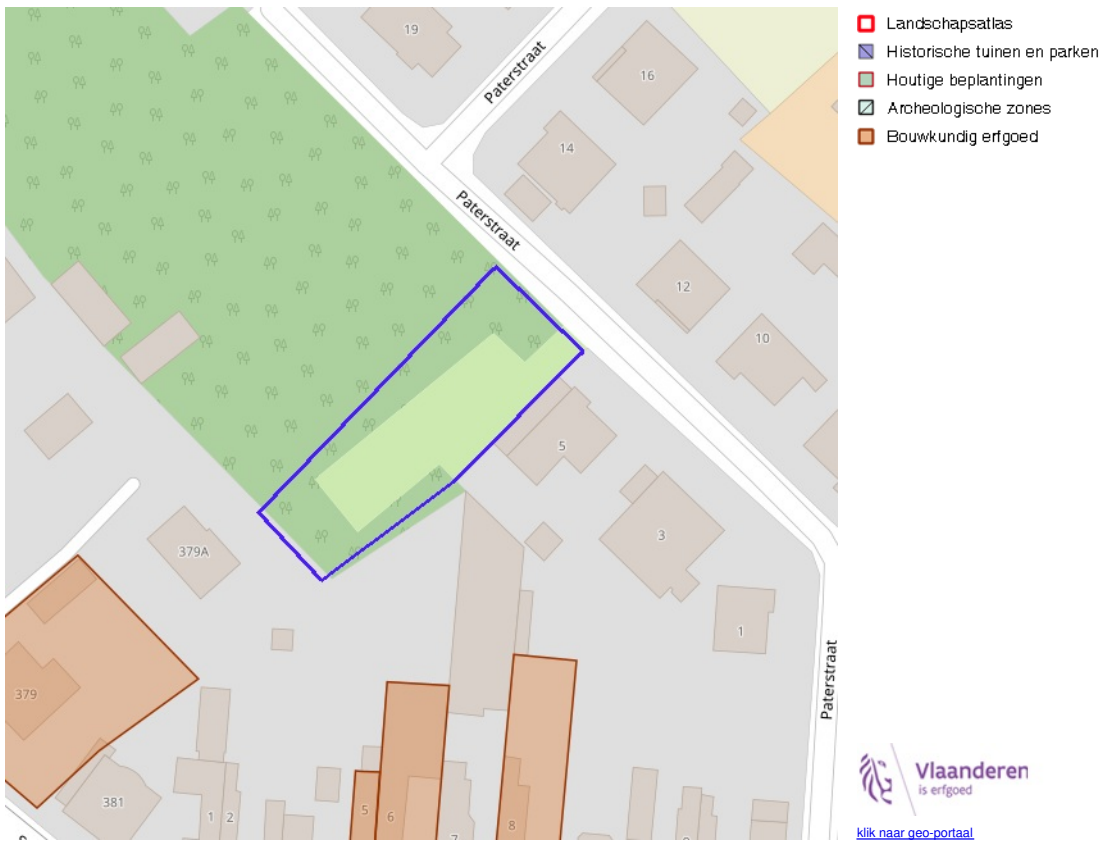 19
Paterstraat
16
14
Paterstraat
12
10
5
3
379A
1
Paterstraat
379
381
1 2
5
6
7
8
Landschapsatlas
Historische tuinen en parken
Houtige beplantingen
Archeologische zones
Bouwkundig erfgoed
Vlaanderen
is erfgoed
klik naar geo-portaal